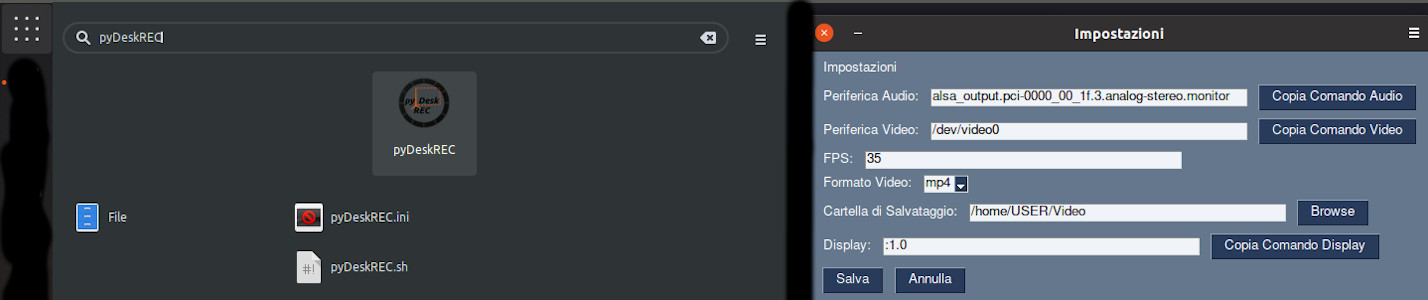 pyDeskREC
py Desk
REC
pyDeskREC
File
pyDeskREC.ini
#!
pyDeskREC.sh
Impostazioni
Impostazioni
Periferica Audio: alsa_output.pci-0000_00_1f.3.analog-stereo.monitor Copia Comando Audio
Periferica Video: /dev/video0 Copia Comando Video
FPS: 35
Formato Video: mp4
Cartella di Salvataggio: /home/USER/Video Browse
Display: :1.0 Copia Comando Display
Salva Annulla